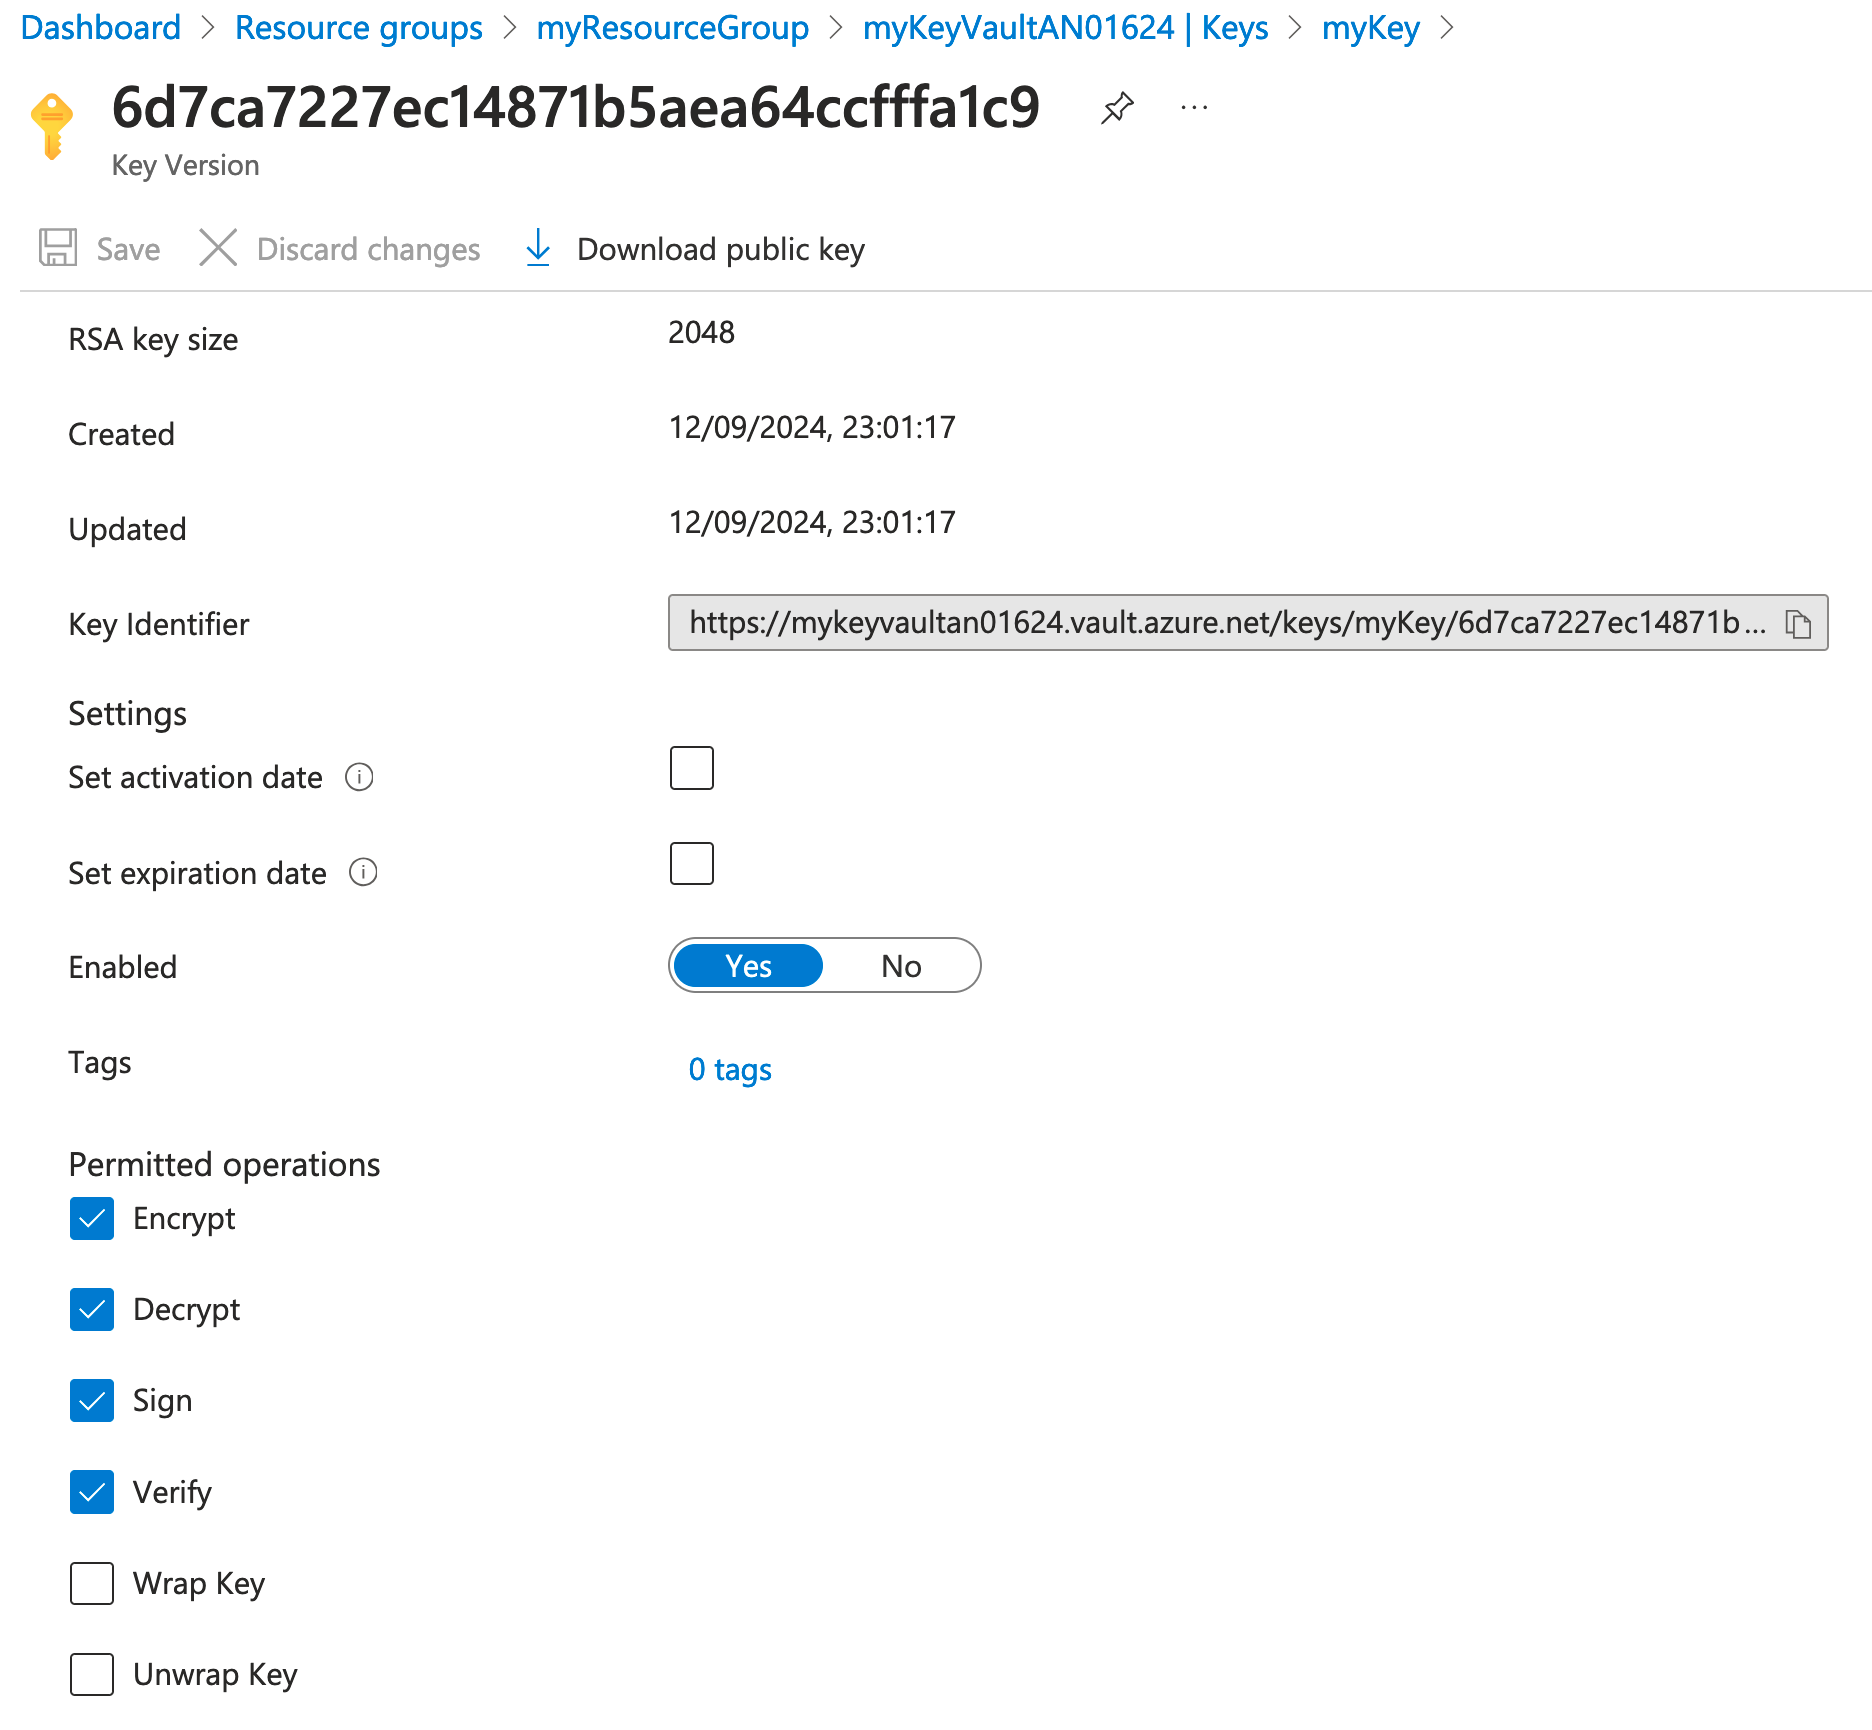 Dashboard > Resource groups > myResourceGroup > myKeyVaultAN01624 | Keys > myKey >
6d7ca7227ec14871b5aea64ccfffa1c9 ...
Key Version
Save Discard changes Download public key
RSA key size 2048
Created 12/09/2024, 23:01:17
Updated 12/09/2024, 23:01:17
Key Identifier https://mykeyvaultan01624.vault.azure.net/keys/myKey/6d7ca7227ec14871b...
Settings
Set activation date
Set expiration date
Enabled Yes No
Tags 0 tags
Permitted operations
Encrypt
Decrypt
Sign
Verify
Wrap Key
Unwrap Key